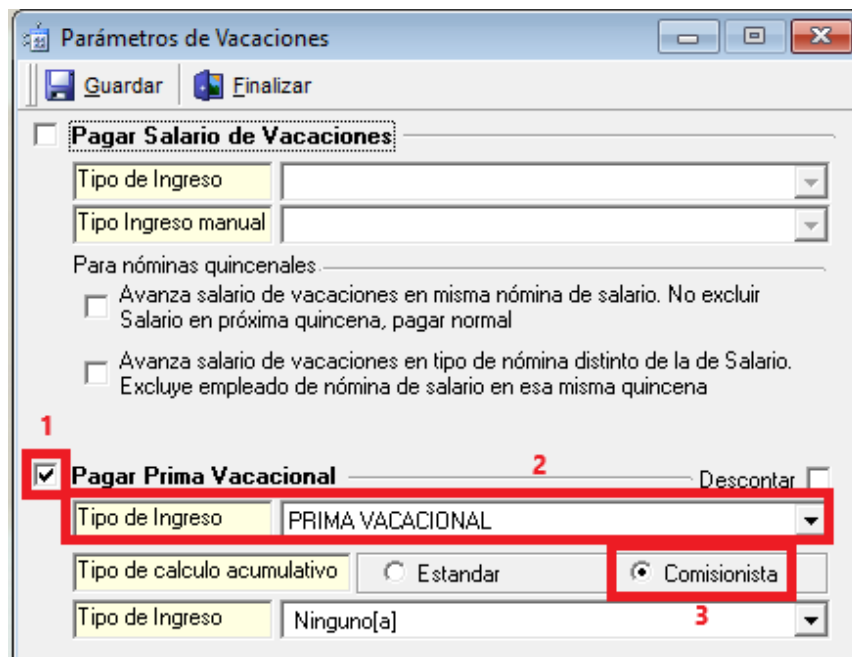 Parámetros de Vacaciones
Guardar Finalizar
Pagar Salario de Vacaciones
Tipo de Ingreso
Tipo Ingreso manual
Para nóminas quincenales
Avanza salario de vacaciones en misma nómina de salario. No excluir
Salario en próxima quincena, pagar normal
Avanza salario de vacaciones en tipo de nómina distinto de la de Salario.
Excluye empleado de nómina de salario en esa misma quincena
1
Pagar Prima Vacacional 2 Descontar
Tipo de Ingreso PRIMA VACACIONAL
Tipo de calculo acumulativo Estandar Comisionista
Tipo de Ingreso Ninguno[a] 3